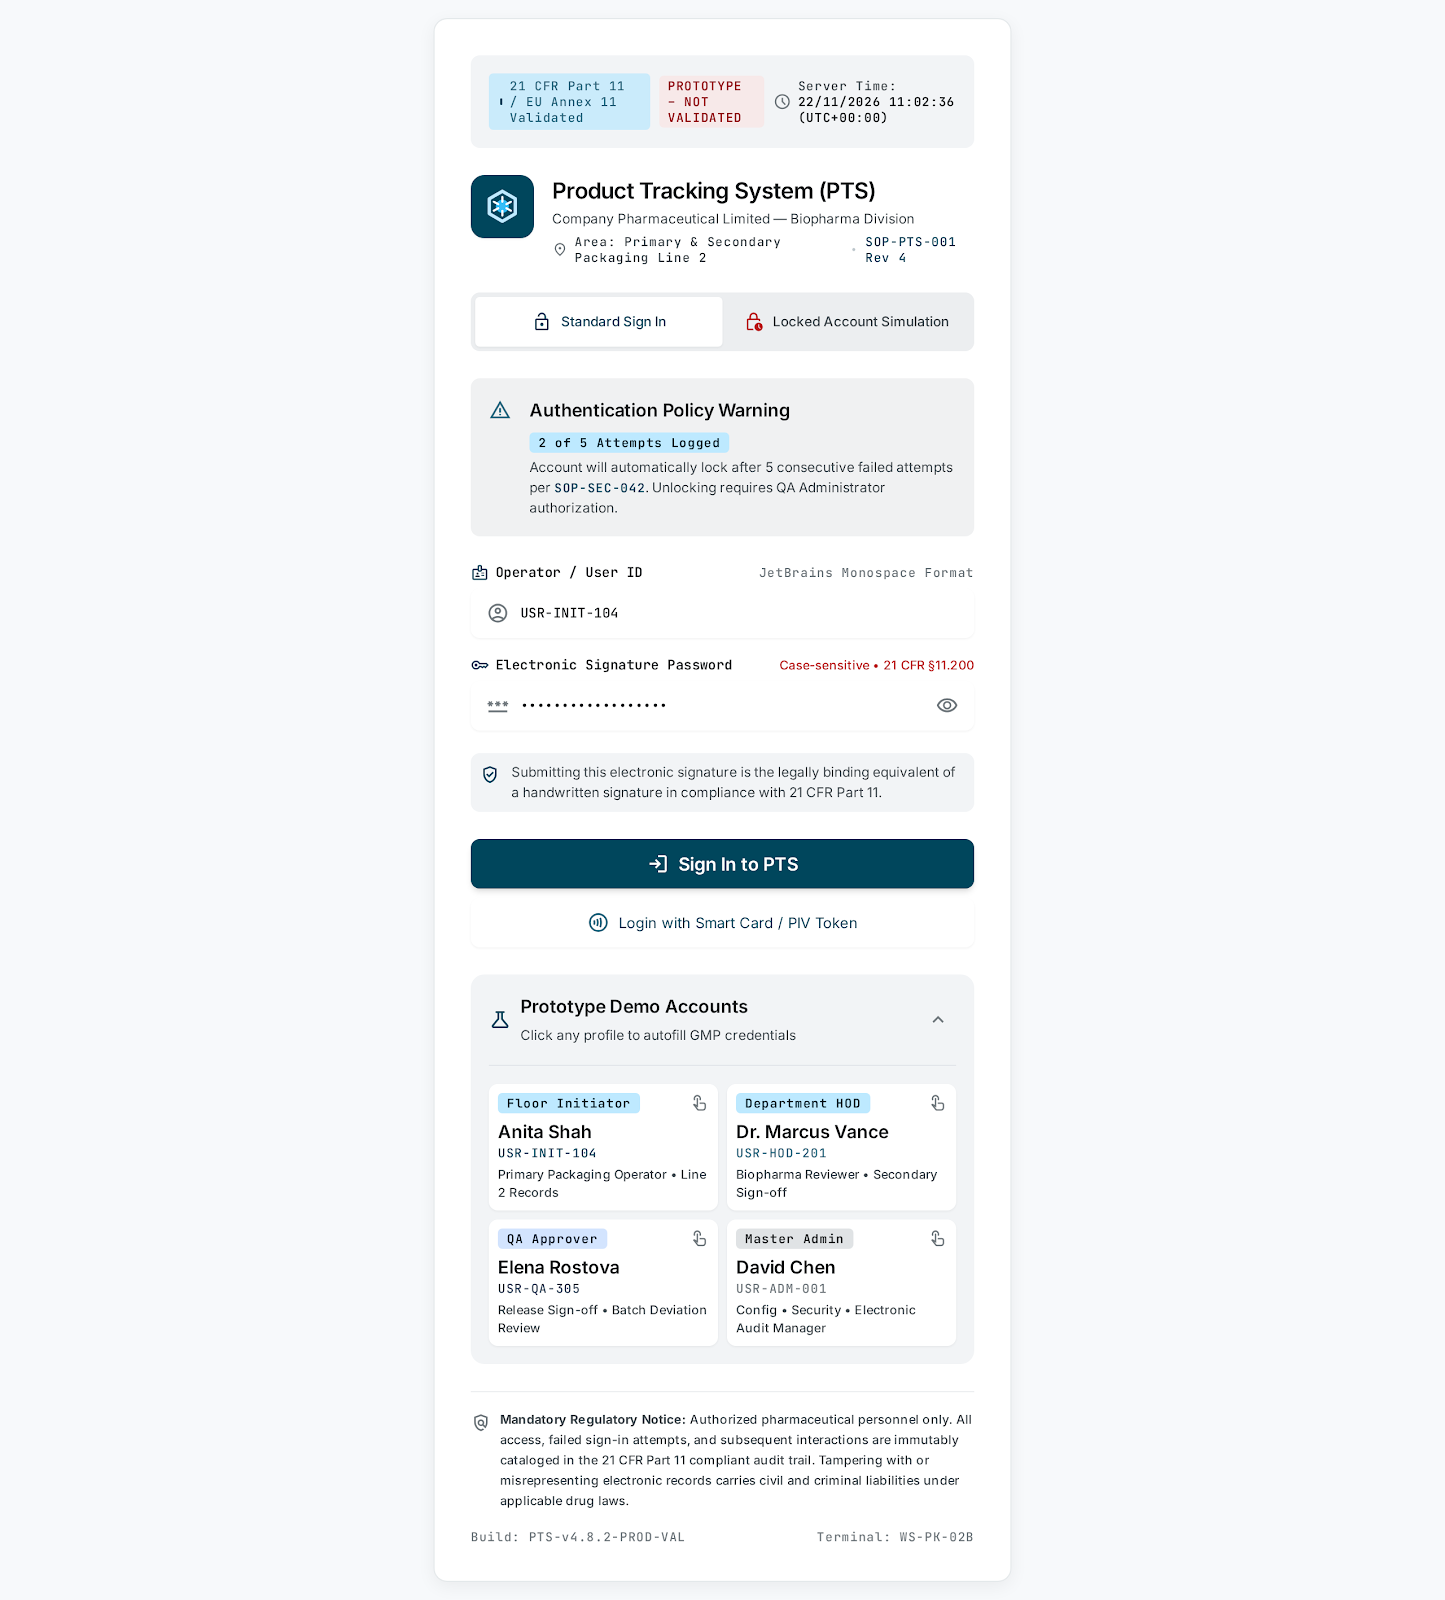 21 CFR Part 11
/ EU Annex 11
Validated
PROTOTYPE
– NOT
VALIDATED
Server Time:
22/11/2026 11:02:36
(UTC+00:00)
Product Tracking System (PTS)
Company Pharmaceutical Limited — Biopharma Division
Area: Primary & Secondary
Packaging Line 2
•
SOP-PTS-001
Rev 4
Standard Sign In
Locked Account Simulation
Authentication Policy Warning
2 of 5 Attempts Logged
Account will automatically lock after 5 consecutive failed attempts
per SOP-SEC-042. Unlocking requires QA Administrator
authorization.
Operator / User ID
JetBrains Monospace Format
USR-INIT-104
Electronic Signature Password
Case-sensitive • 21 CFR §11.200
••••••••••••••••••
Submitting this electronic signature is the legally binding equivalent of
a handwritten signature in compliance with 21 CFR Part 11.
Sign In to PTS
Login with Smart Card / PIV Token
Prototype Demo Accounts
Click any profile to autofill GMP credentials
Floor Initiator
Anita Shah
USR-INIT-104
Primary Packaging Operator • Line
2 Records
Department HOD
Dr. Marcus Vance
USR-HOD-201
Biopharma Reviewer • Secondary
Sign-off
QA Approver
Elena Rostova
USR-QA-305
Release Sign-off • Batch Deviation
Review
Master Admin
David Chen
USR-ADM-001
Config • Security • Electronic
Audit Manager
Mandatory Regulatory Notice: Authorized pharmaceutical personnel only. All
access, failed sign-in attempts, and subsequent interactions are immutably
cataloged in the 21 CFR Part 11 compliant audit trail. Tampering with or
misrepresenting electronic records carries civil and criminal liabilities under
applicable drug laws.
Build: PTS-v4.8.2-PROD-VAL
Terminal: WS-PK-02B